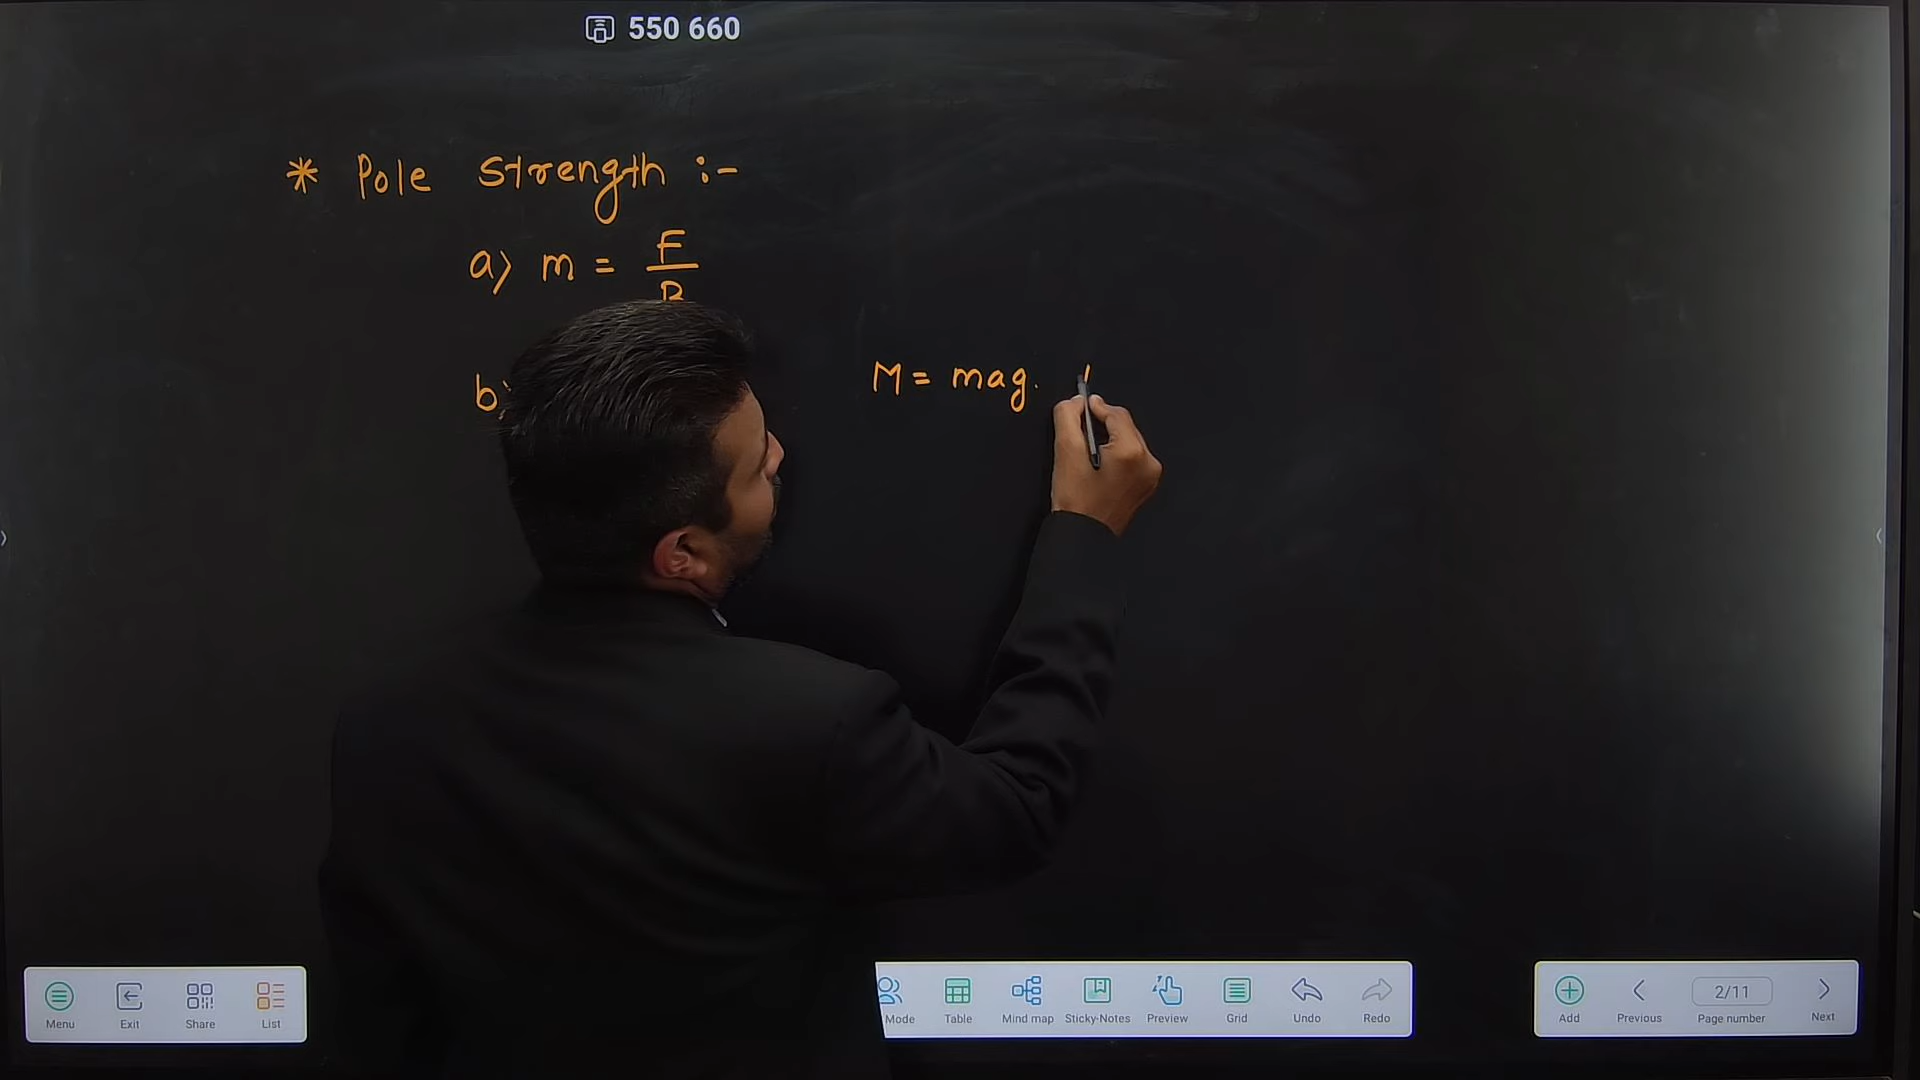 550 660
* Pole Strength :-
a) m = F
B
b)
M = mag.
Menu Exit Share List
Mode Table Mind map Sticky-Notes Preview Grid Undo Redo
Add Previous 2/11 Page number Next